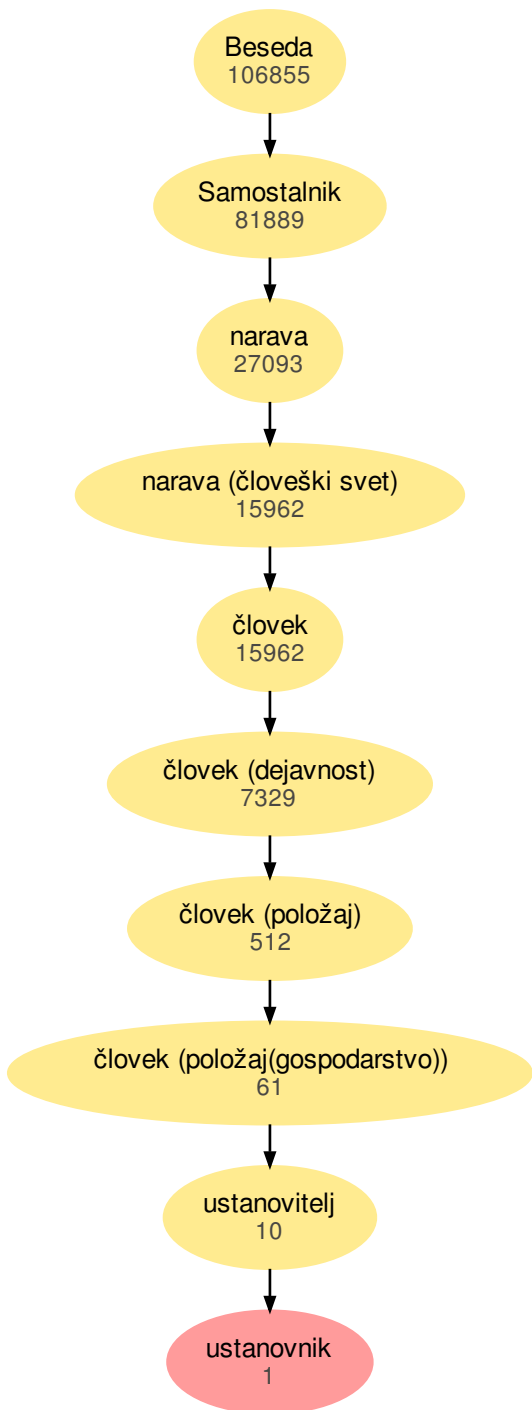 Beseda
106855
Samostalnik
81889
narava
27093
narava (človeški svet)
15962
človek
15962
človek (dejavnost)
7329
človek (položaj)
512
človek (položaj(gospodarstvo))
61
ustanovitelj
10
ustanovnik
1